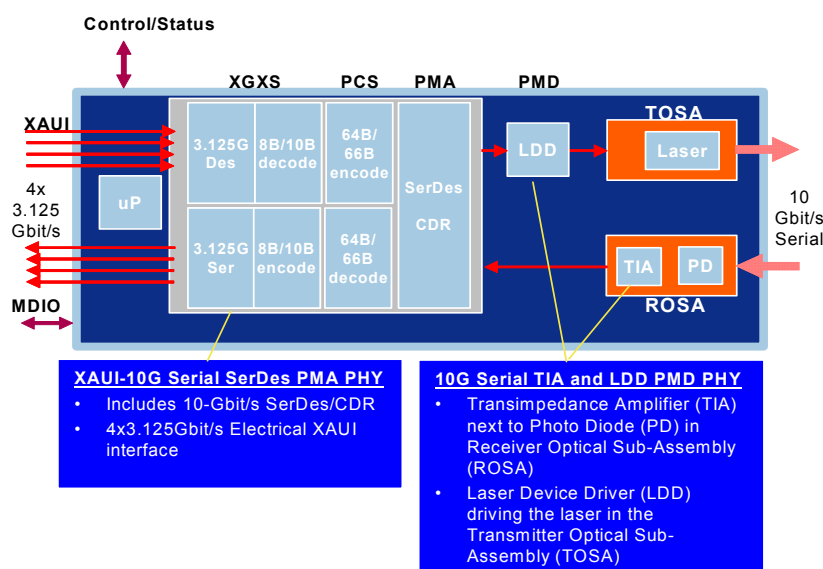 Control/Status
XGXS
PCS
PMA
PMD
XAUI
3.125G
Des
8B/10B
decode
64B/
66B
encode
SerDes
CDR
LDD
TOSA
Laser
4x
3.125
Gbit/s
uP
3.125G
Ser
8B/10B
encode
64B/
66B
decode
TIA
PD
ROSA
10
Gbit/s
Serial
MDIO
XAUI-10G Serial SerDes PMA PHY
• Includes 10-Gbit/s SerDes/CDR
• 4x3.125Gbit/s Electrical XAUI
interface
10G Serial TIA and LDD PMD PHY
• Transimpedance Amplifier (TIA)
next to Photo Diode (PD) in
Receiver Optical Sub-Assembly
(ROSA)
• Laser Device Driver (LDD)
driving the laser in the
Transmitter Optical Sub-
Assembly (TOSA)